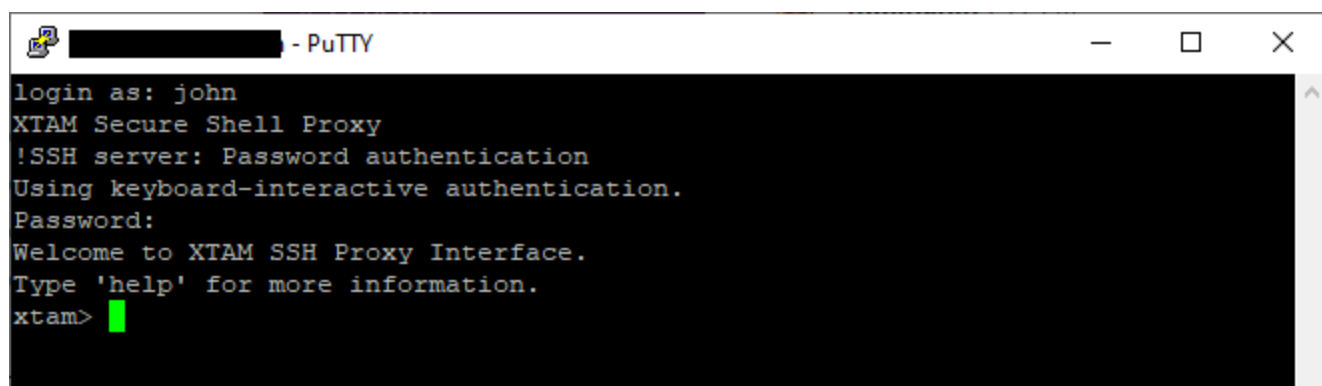 - PuTTY
login as: john
XTAM Secure Shell Proxy
!SSH server: Password authentication
Using keyboard-interactive authentication.
Password:
Welcome to XTAM SSH Proxy Interface.
Type 'help' for more information.
xtam>